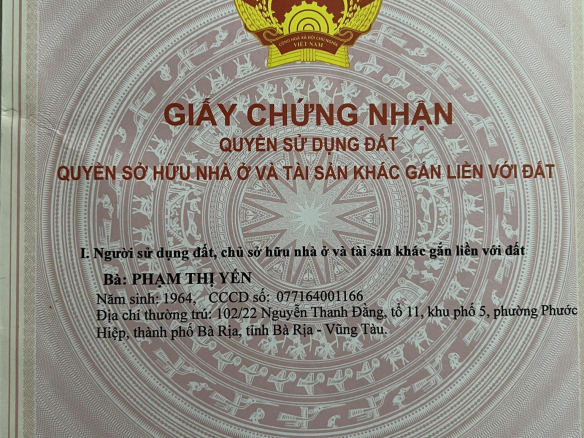 CỘNG HOÀ XÃ HỘI CHỦ NGHĨA
VIỆT NAM
GIẤY CHỨNG NHẬN
QUYỀN SỬ DỤNG ĐẤT
QUYỀN SỞ HỮU NHÀ Ở VÀ TÀI SẢN KHÁC GẮN LIỀN VỚI ĐẤT
I. Người sử dụng đất, chủ sở hữu nhà ở và tài sản khác gắn liền với đất
Bà: PHẠM THỊ YẾN
Năm sinh: 1964, CCCD số: 077164001166
Địa chỉ thường trú: 102/22 Nguyễn Thanh Đằng, tổ 11, khu phố 5, phường Phước
Hiệp, thành phố Bà Rịa, tỉnh Bà Rịa - Vũng Tàu.